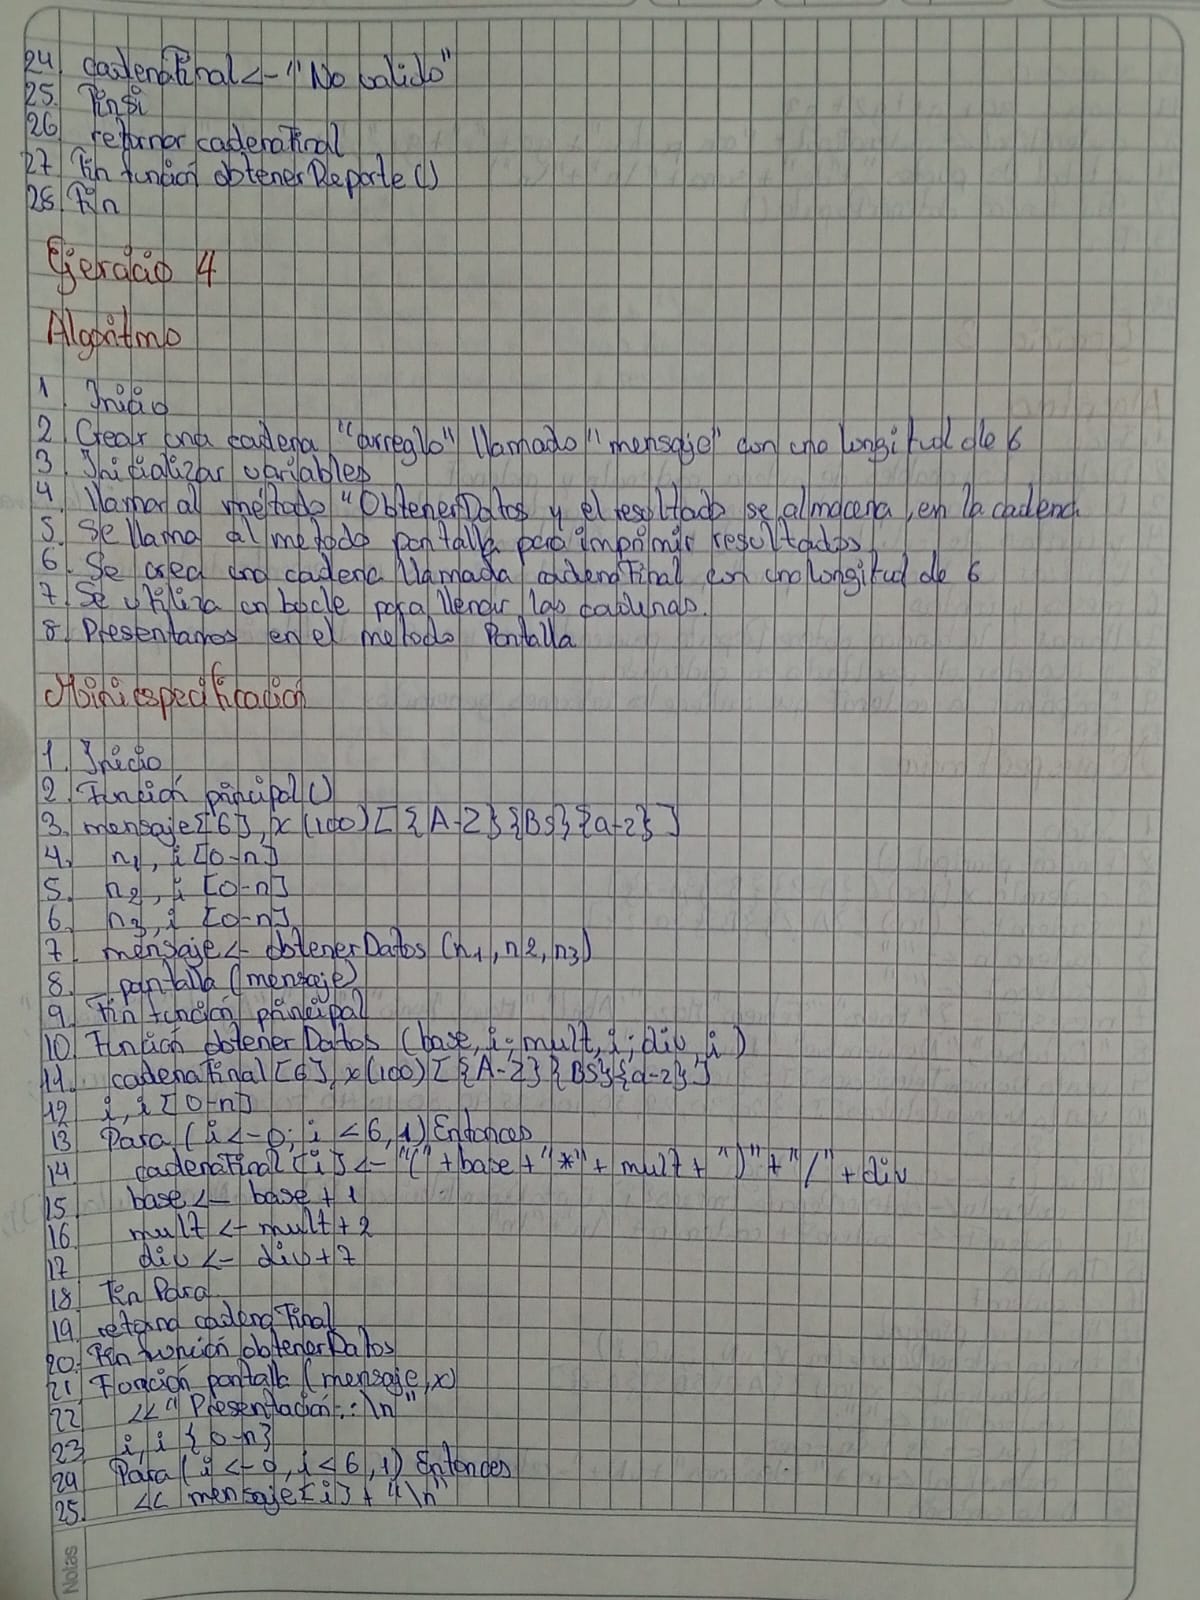 24. cadenaFinal <- "No valido"
25. Finsi
26 retornar cadenaFinal
27 Fin función obtenerReporte ()
28. Fin
Ejercicio 4
Algoritmo
1. Inicio
2. Crear una cadena "arreglo" llamado "mensaje" con una longitud de 6
3. Inicializar variables
4. llamar al método "ObtenerDatos y el resultado se almacena, en la cadena
5. Se llama al metodo pantalla para imprimir resultados
6. Se crea una cadena llamada cadenaFinal con una longitud de 6
7. Se utiliza un bucle para llenar las cadenas.
8. Presentamos en el metodo Pantalla
Miniespecificación
1. Inicio
2. Función principal ()
3. mensaje[6], x (100) [{A-Z}{BS}{a-z}]
4. n1, i [0-n]
5. n2, i [0-n]
6. n3, i [0-n]
7. mensaje <- obtenerDatos (n1, n2, n3)
8. pantalla (mensaje)
9. Fin función principal
10. Función obtenerDatos (base, i; mult, i; div, i)
11. cadenaFinal [6], x (100) [{A-Z}{BS}{a-z}]
12 i, i [0-n]
13 Para (i <- 0; i < 6, 1) Entonces
14 cadenaFinal [i] <- "(" + base + "*" + mult + ")" + "/" + div
15 base <- base + 1
16 mult <- mult + 2
17 div <- div + 7
18 Fin Para
19. retorna cadenaFinal
20. Fin función obtenerDatos
21 Función pantalla (mensaje, x)
22 << "Presentación: \n"
23 i, i {0-n}
24 Para (i <- 0, i < 6, 1) Entonces
25. << mensaje[i] + "\n"
Notas